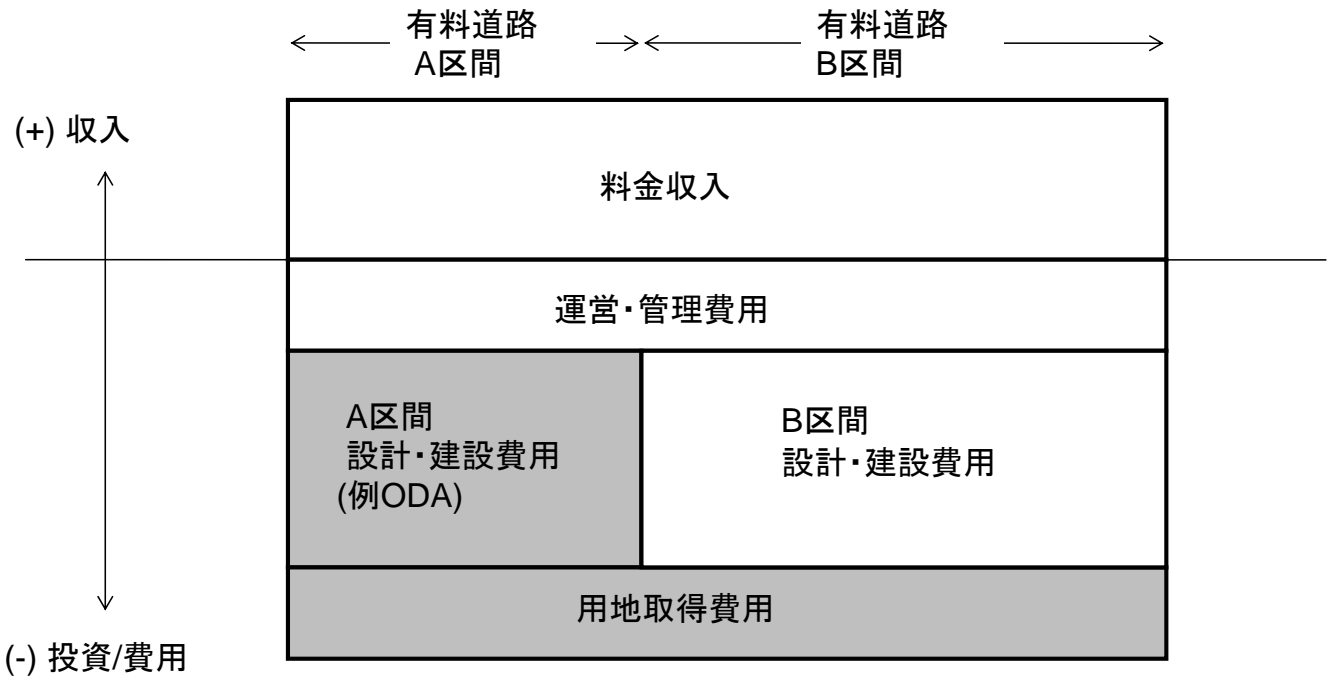 有料道路
A区間
有料道路
B区間
(+) 収入
料金収入
運営・管理費用
A区間
設計・建設費用
(例ODA)
B区間
設計・建設費用
用地取得費用
(-) 投資/費用